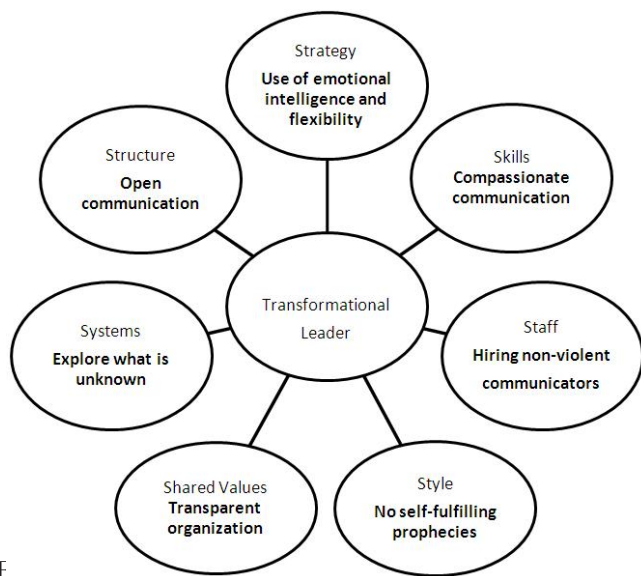 Strategy
Use of emotional
intelligence and
flexibility
Structure
Open
communication
Skills
Compassionate
communication
Transformational
Leader
Systems
Explore what is
unknown
Staff
Hiring non-violent
communicators
Shared Values
Transparent
organization
Style
No self-fulfilling
prophecies